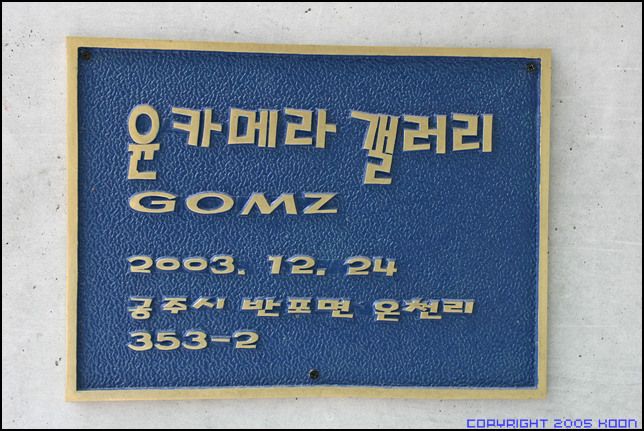 윤카메라 갤러리
GOMZ
2003. 12. 24
공주시 반포면 온천리
353-2
COPYRIGHT 2005 KOON